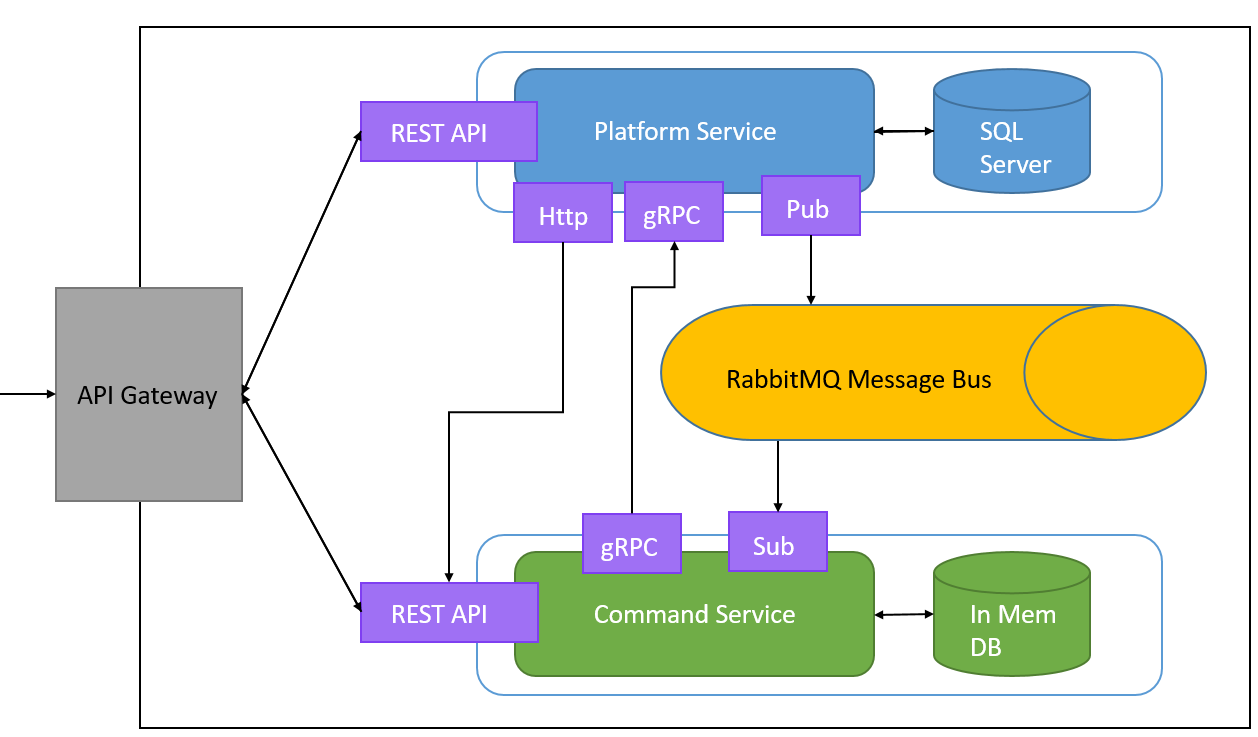 REST API
Platform Service
SQL
Server
Http
gRPC
Pub
API Gateway
RabbitMQ Message Bus
gRPC
Sub
REST API
Command Service
In Mem
DB